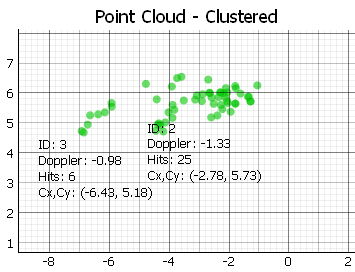 Point Cloud - Clustered
7
6
5
4
3
2
1
ID: 3
Doppler: -0.98
Hits: 6
Cx,Cy: (-6.43, 5.18)
ID: 2
Doppler: -1.33
Hits: 25
Cx,Cy: (-2.78, 5.73)
-8
-6
-4
-2
0
2